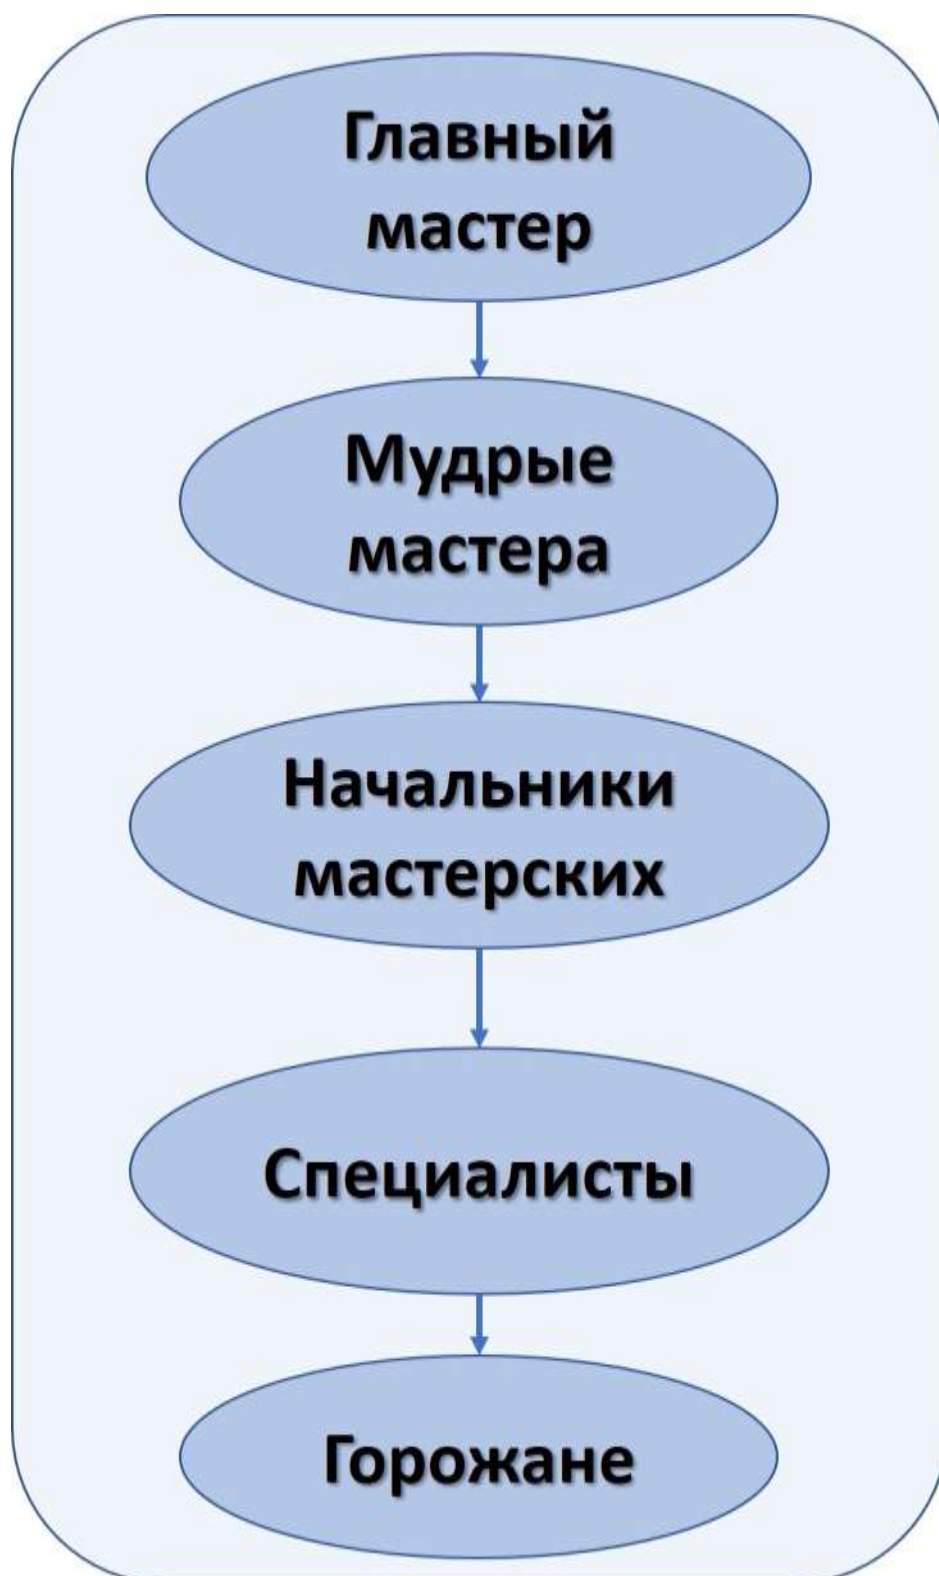 Главный
мастер
Мудрые
мастера
Начальники
мастерских
Специалисты
Горожане